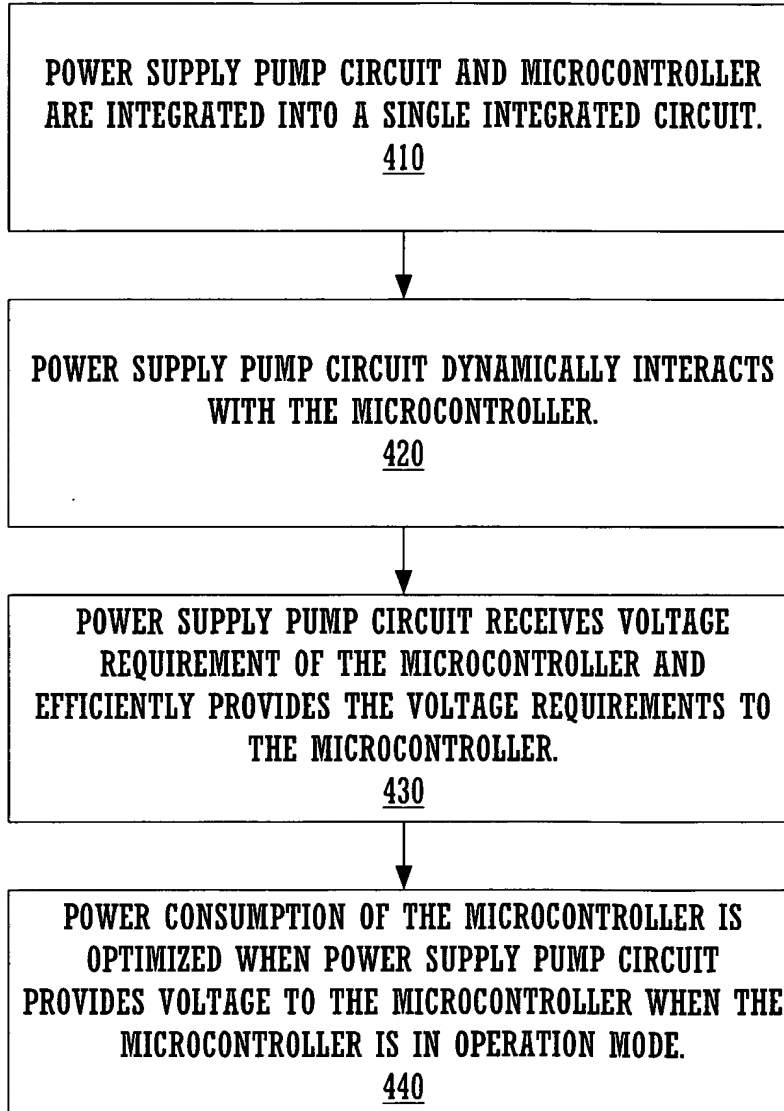 POWER SUPPLY PUMP CIRCUIT AND MICROCONTROLLER
ARE INTEGRATED INTO A SINGLE INTEGRATED CIRCUIT.
410
POWER SUPPLY PUMP CIRCUIT DYNAMICALLY INTERACTS
WITH THE MICROCONTROLLER.
420
POWER SUPPLY PUMP CIRCUIT RECEIVES VOLTAGE
REQUIREMENT OF THE MICROCONTROLLER AND
EFFICIENTLY PROVIDES THE VOLTAGE REQUIREMENTS TO
THE MICROCONTROLLER.
430
POWER CONSUMPTION OF THE MICROCONTROLLER IS
OPTIMIZED WHEN POWER SUPPLY PUMP CIRCUIT
PROVIDES VOLTAGE TO THE MICROCONTROLLER WHEN THE
MICROCONTROLLER IS IN OPERATION MODE.
440